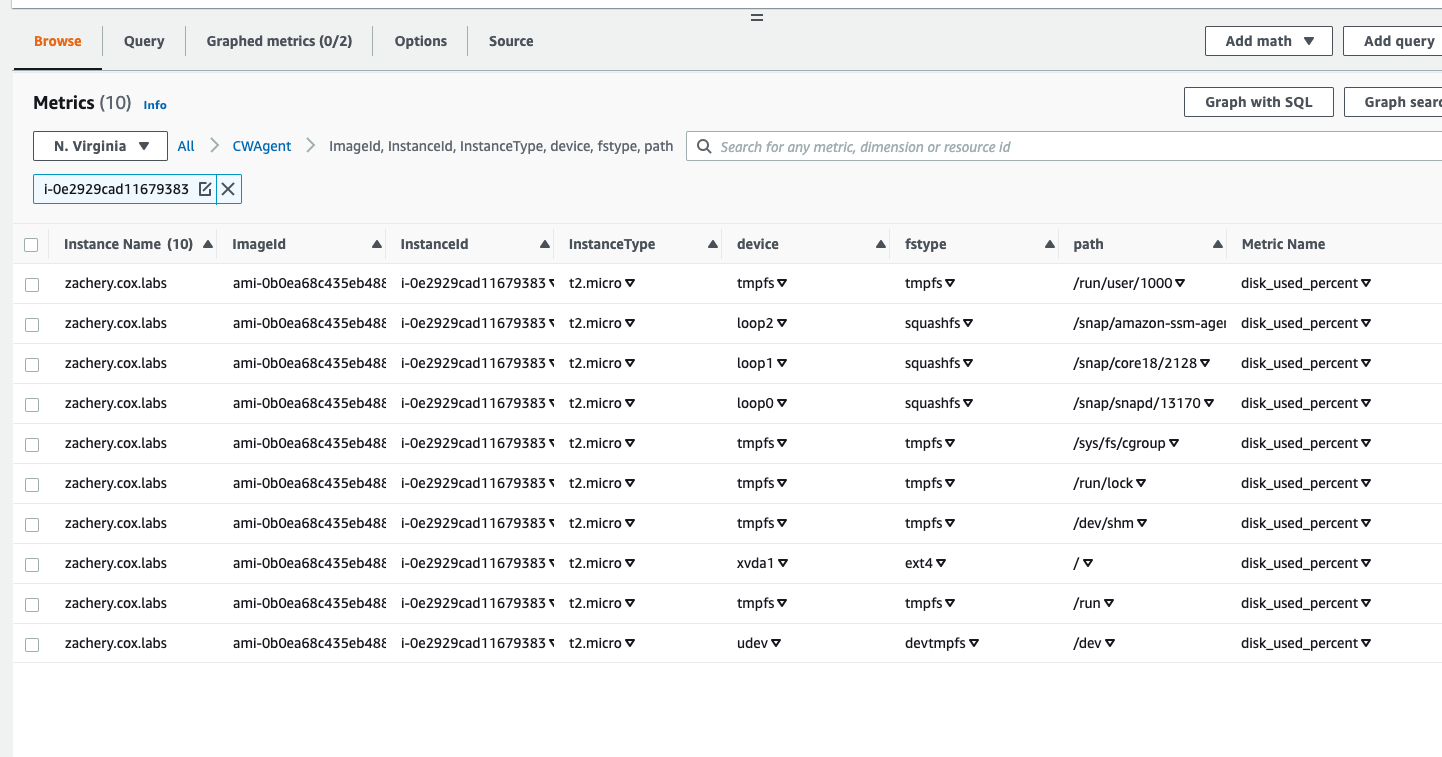 Browse Query Graphed metrics (0/2) Options Source Add math Add query
Metrics (10) Info Graph with SQL Graph searc
N. Virginia All CWAgent ImageId, InstanceId, InstanceType, device, fstype, path Search for any metric, dimension or resource id
i-0e2929cad11679383
Instance Name (10) ImageId InstanceId InstanceType device fstype path Metric Name
zachery.cox.labs ami-0b0ea68c435eb488 i-0e2929cad11679383 t2.micro tmpfs tmpfs /run/user/1000 disk_used_percent
zachery.cox.labs ami-0b0ea68c435eb488 i-0e2929cad11679383 t2.micro loop2 squashfs /snap/amazon-ssm-agen disk_used_percent
zachery.cox.labs ami-0b0ea68c435eb488 i-0e2929cad11679383 t2.micro loop1 squashfs /snap/core18/2128 disk_used_percent
zachery.cox.labs ami-0b0ea68c435eb488 i-0e2929cad11679383 t2.micro loop0 squashfs /snap/snapd/13170 disk_used_percent
zachery.cox.labs ami-0b0ea68c435eb488 i-0e2929cad11679383 t2.micro tmpfs tmpfs /sys/fs/cgroup disk_used_percent
zachery.cox.labs ami-0b0ea68c435eb488 i-0e2929cad11679383 t2.micro tmpfs tmpfs /run/lock disk_used_percent
zachery.cox.labs ami-0b0ea68c435eb488 i-0e2929cad11679383 t2.micro tmpfs tmpfs /dev/shm disk_used_percent
zachery.cox.labs ami-0b0ea68c435eb488 i-0e2929cad11679383 t2.micro xvda1 ext4 / disk_used_percent
zachery.cox.labs ami-0b0ea68c435eb488 i-0e2929cad11679383 t2.micro tmpfs tmpfs /run disk_used_percent
zachery.cox.labs ami-0b0ea68c435eb488 i-0e2929cad11679383 t2.micro udev devtmpfs /dev disk_used_percent